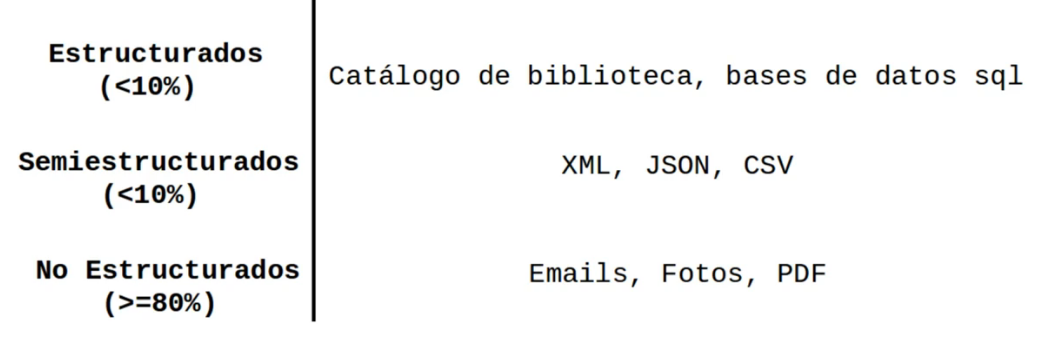 Estructurados
(<10%)
Catálogo de biblioteca, bases de datos sql
Semiestructurados
(<10%)
XML, JSON, CSV
No Estructurados
(>=80%)
Emails, Fotos, PDF